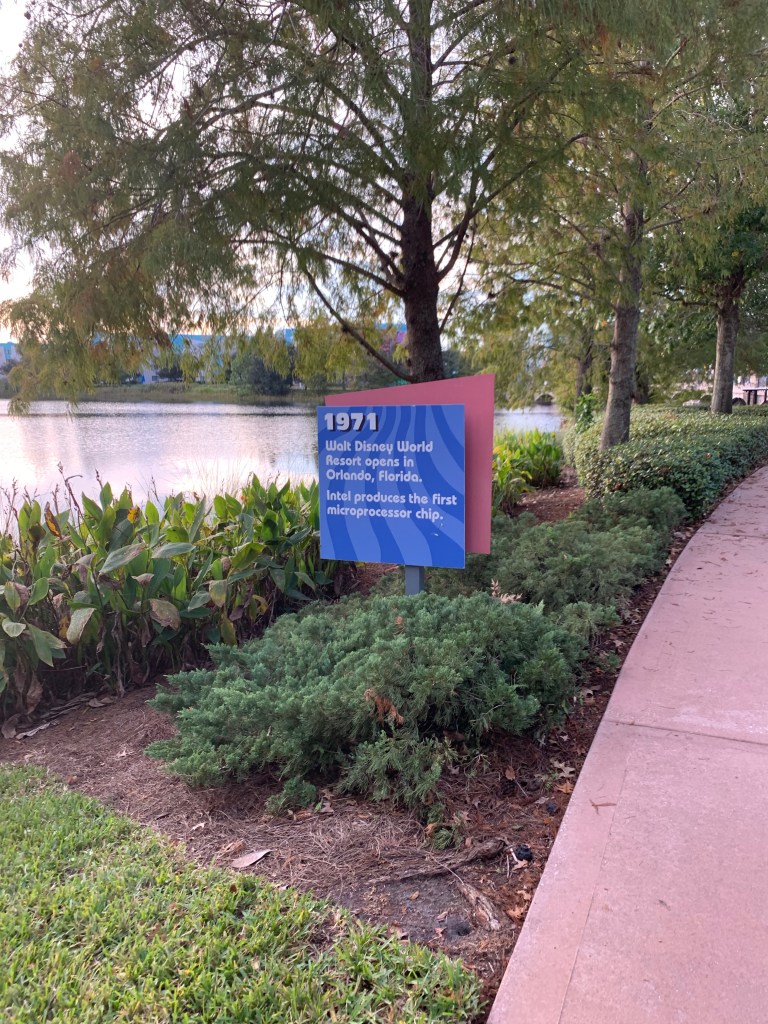 1971
Walt Disney World
Resort opens in
Orlando, Florida.
Intel produces the first
microprocessor chip.